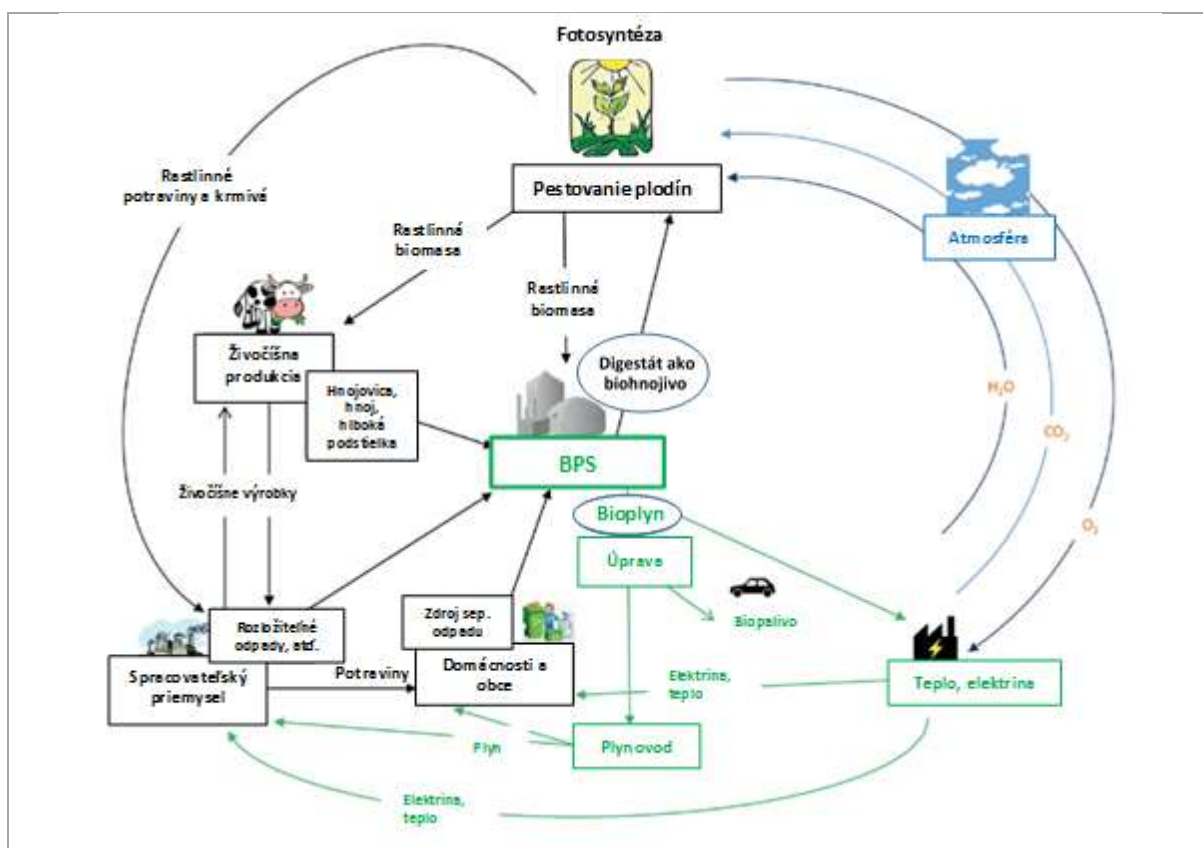 Fotosyntéza
Rastlinné
potraviny a krmivá
Pestovanie plodín
Atmosféra
Rastlinná
biomasa
Rastlinná
biomasa
Živočíšna
produkcia
Digestát ako
biohnojivo
Hnojovica,
hnoj,
hlboká
podstielka
H₂O
CO₂
O₂
BPS
Živočíšne výrobky
Bioplyn
Úprava
Biopalivo
Zdroj sep.
odpadu
Rozložiteľné
odpady, atď.
Spracovateľský
priemysel
Potraviny
Domácnosti a
obce
Elektrina,
teplo
Teplo, elektrina
Plyn
Plynovod
Elektrina,
teplo